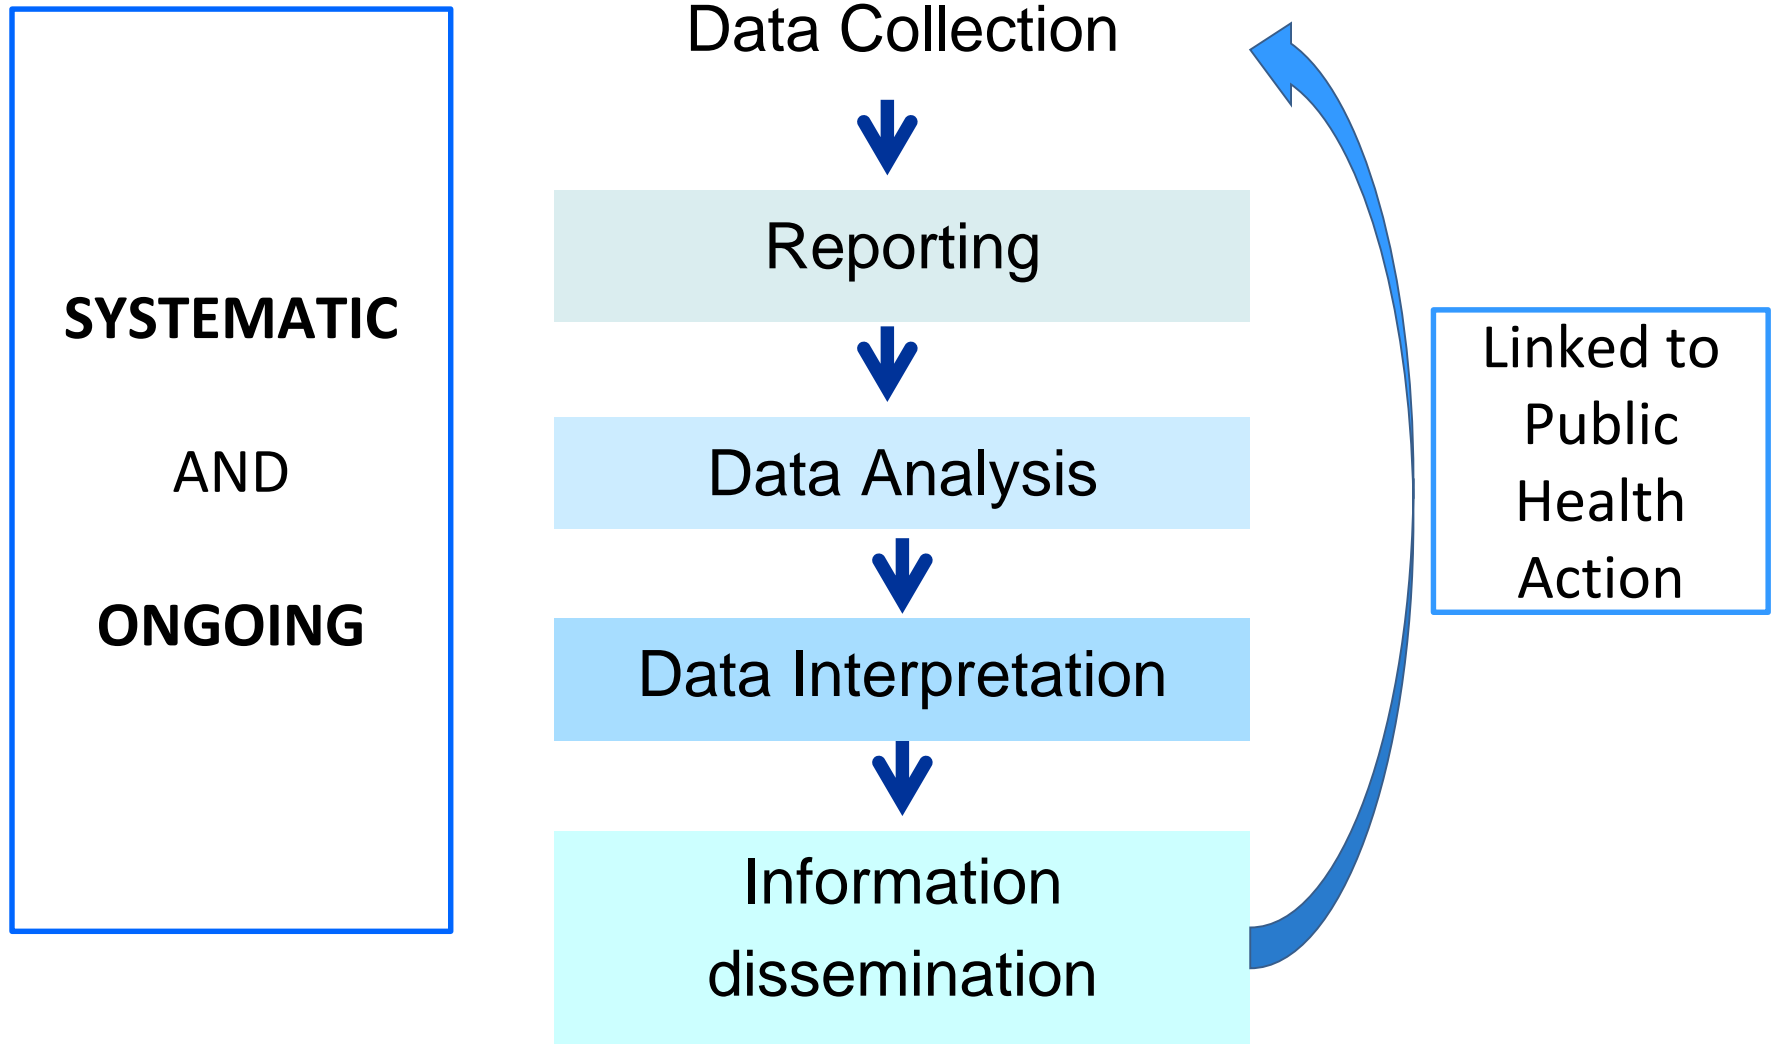 SYSTEMATIC
AND
ONGOING
Data Collection
Reporting
Data Analysis
Data Interpretation
Information
dissemination
Linked to
Public
Health
Action